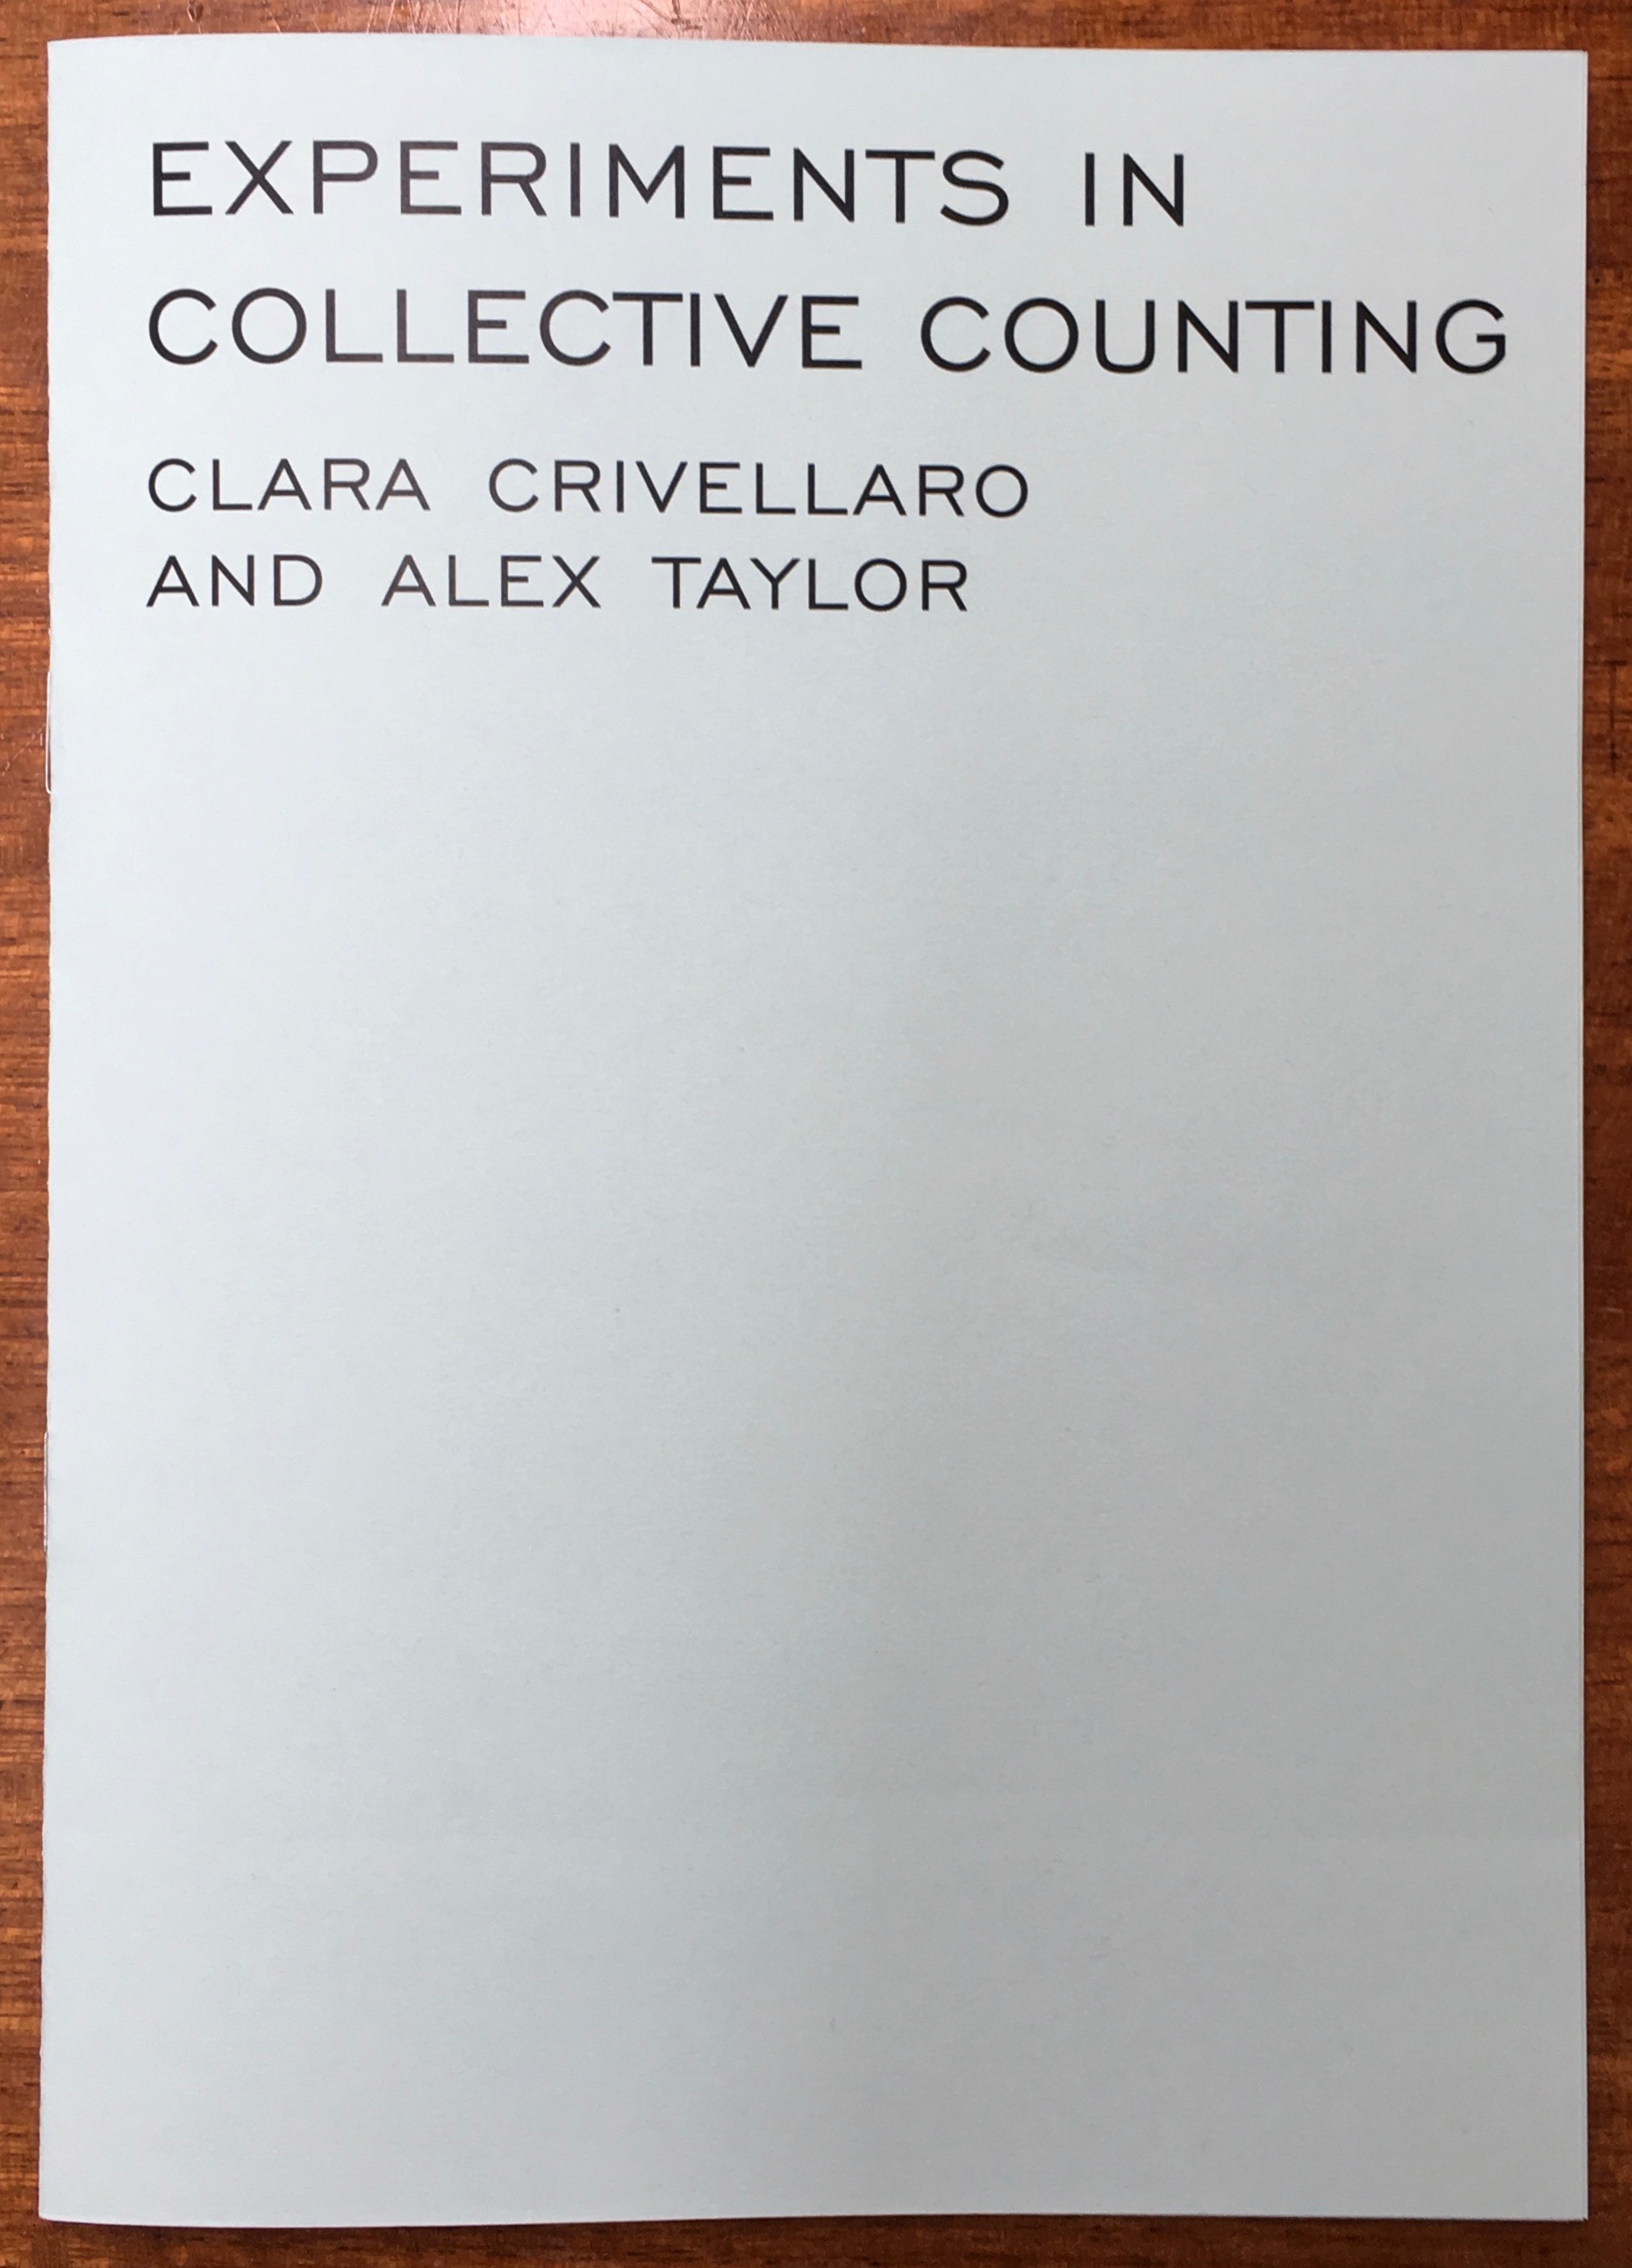 EXPERIMENTS IN
COLLECTIVE COUNTING
CLARA CRIVELLARO
AND ALEX TAYLOR